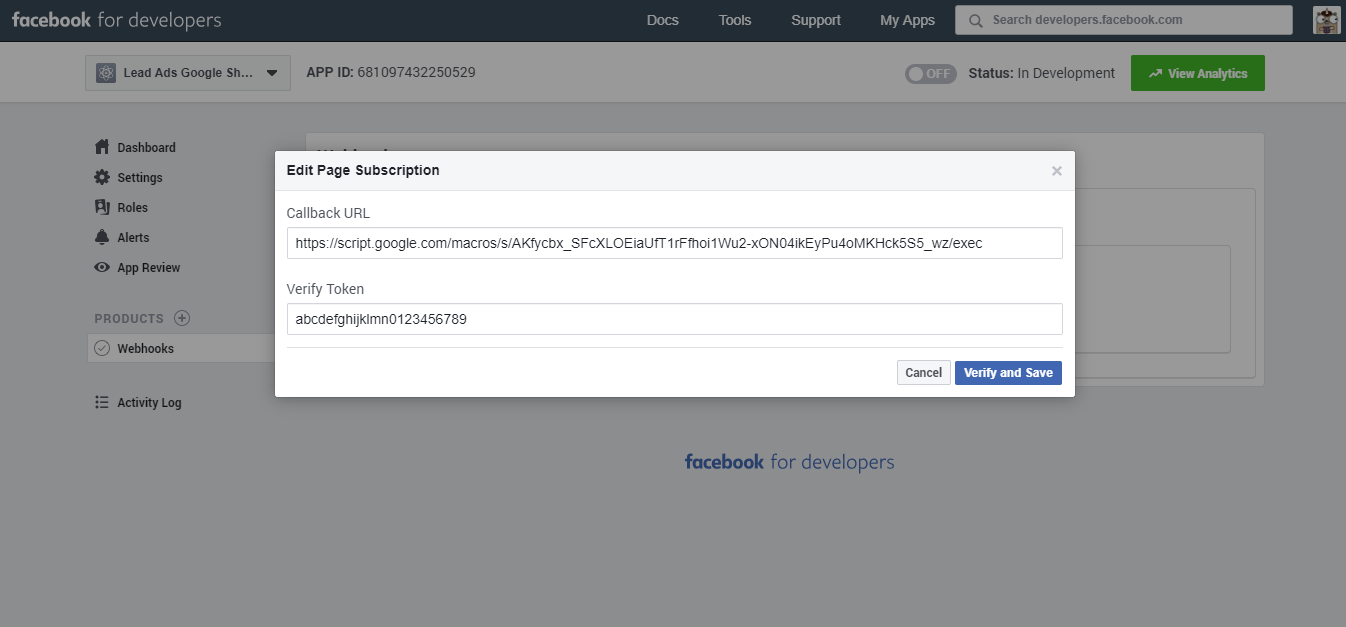 facebook for developers
Docs Tools Support My Apps Search developers.facebook.com
Lead Ads Google Sh... APP ID: 681097432250529 OFF Status: In Development View Analytics
Dashboard
Settings
Roles
Alerts
App Review
PRODUCTS
Webhooks
Activity Log
Edit Page Subscription
Callback URL
https://script.google.com/macros/s/AKfycbx_SFcXLOEiaUfT1rFfhoi1Wu2-xON04ikEyPu4oMKHck5S5_wz/exec
Verify Token
abcdefghijklmn0123456789
Cancel Verify and Save
facebook for developers